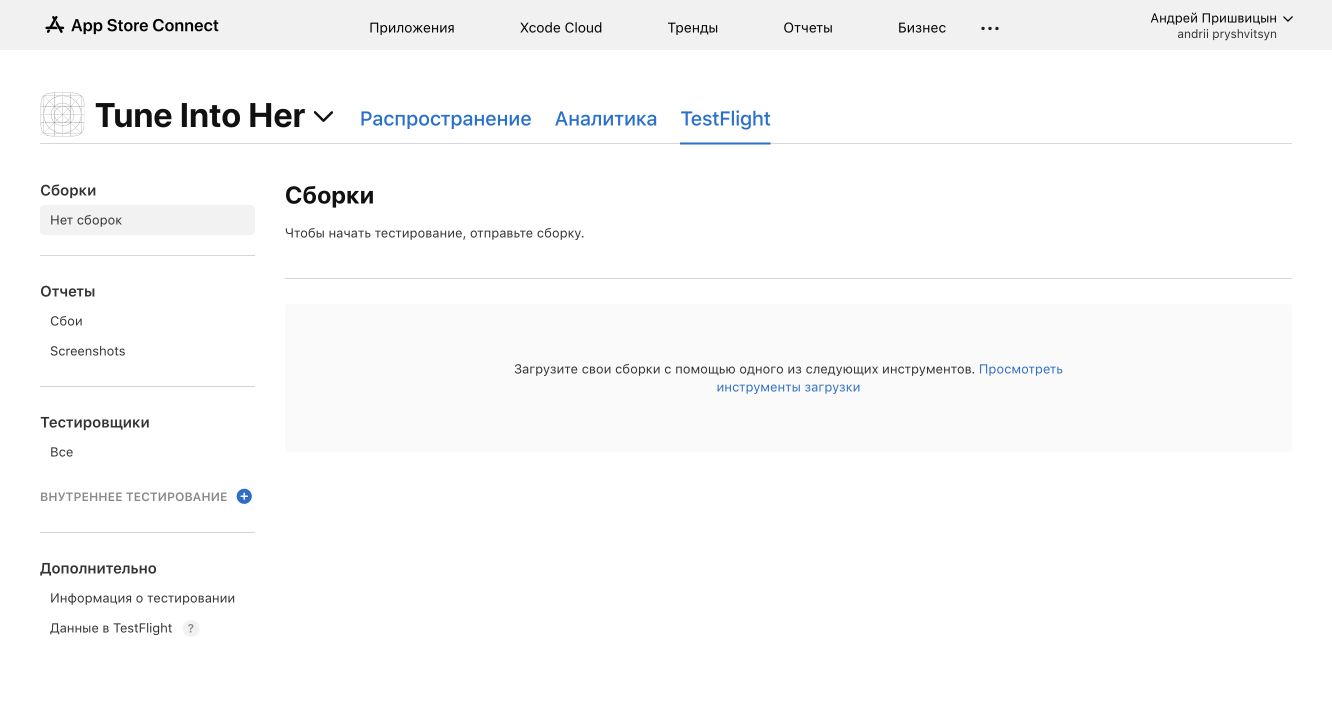 App Store Connect
Приложения
Xcode Cloud
Тренды
Отчеты
Бизнес
...
Андрей Пришвицын
andrii pryshvitsyn
Tune Into Her
Распространение
Аналитика
TestFlight
Сборки
Нет сборок
Отчеты
Сбои
Screenshots
Тестировщики
Все
ВНУТРЕННЕЕ ТЕСТИРОВАНИЕ
Дополнительно
Информация о тестировании
Данные в TestFlight ?
Сборки
Чтобы начать тестирование, отправьте сборку.
Загрузите свои сборки с помощью одного из следующих инструментов. Просмотреть
инструменты загрузки